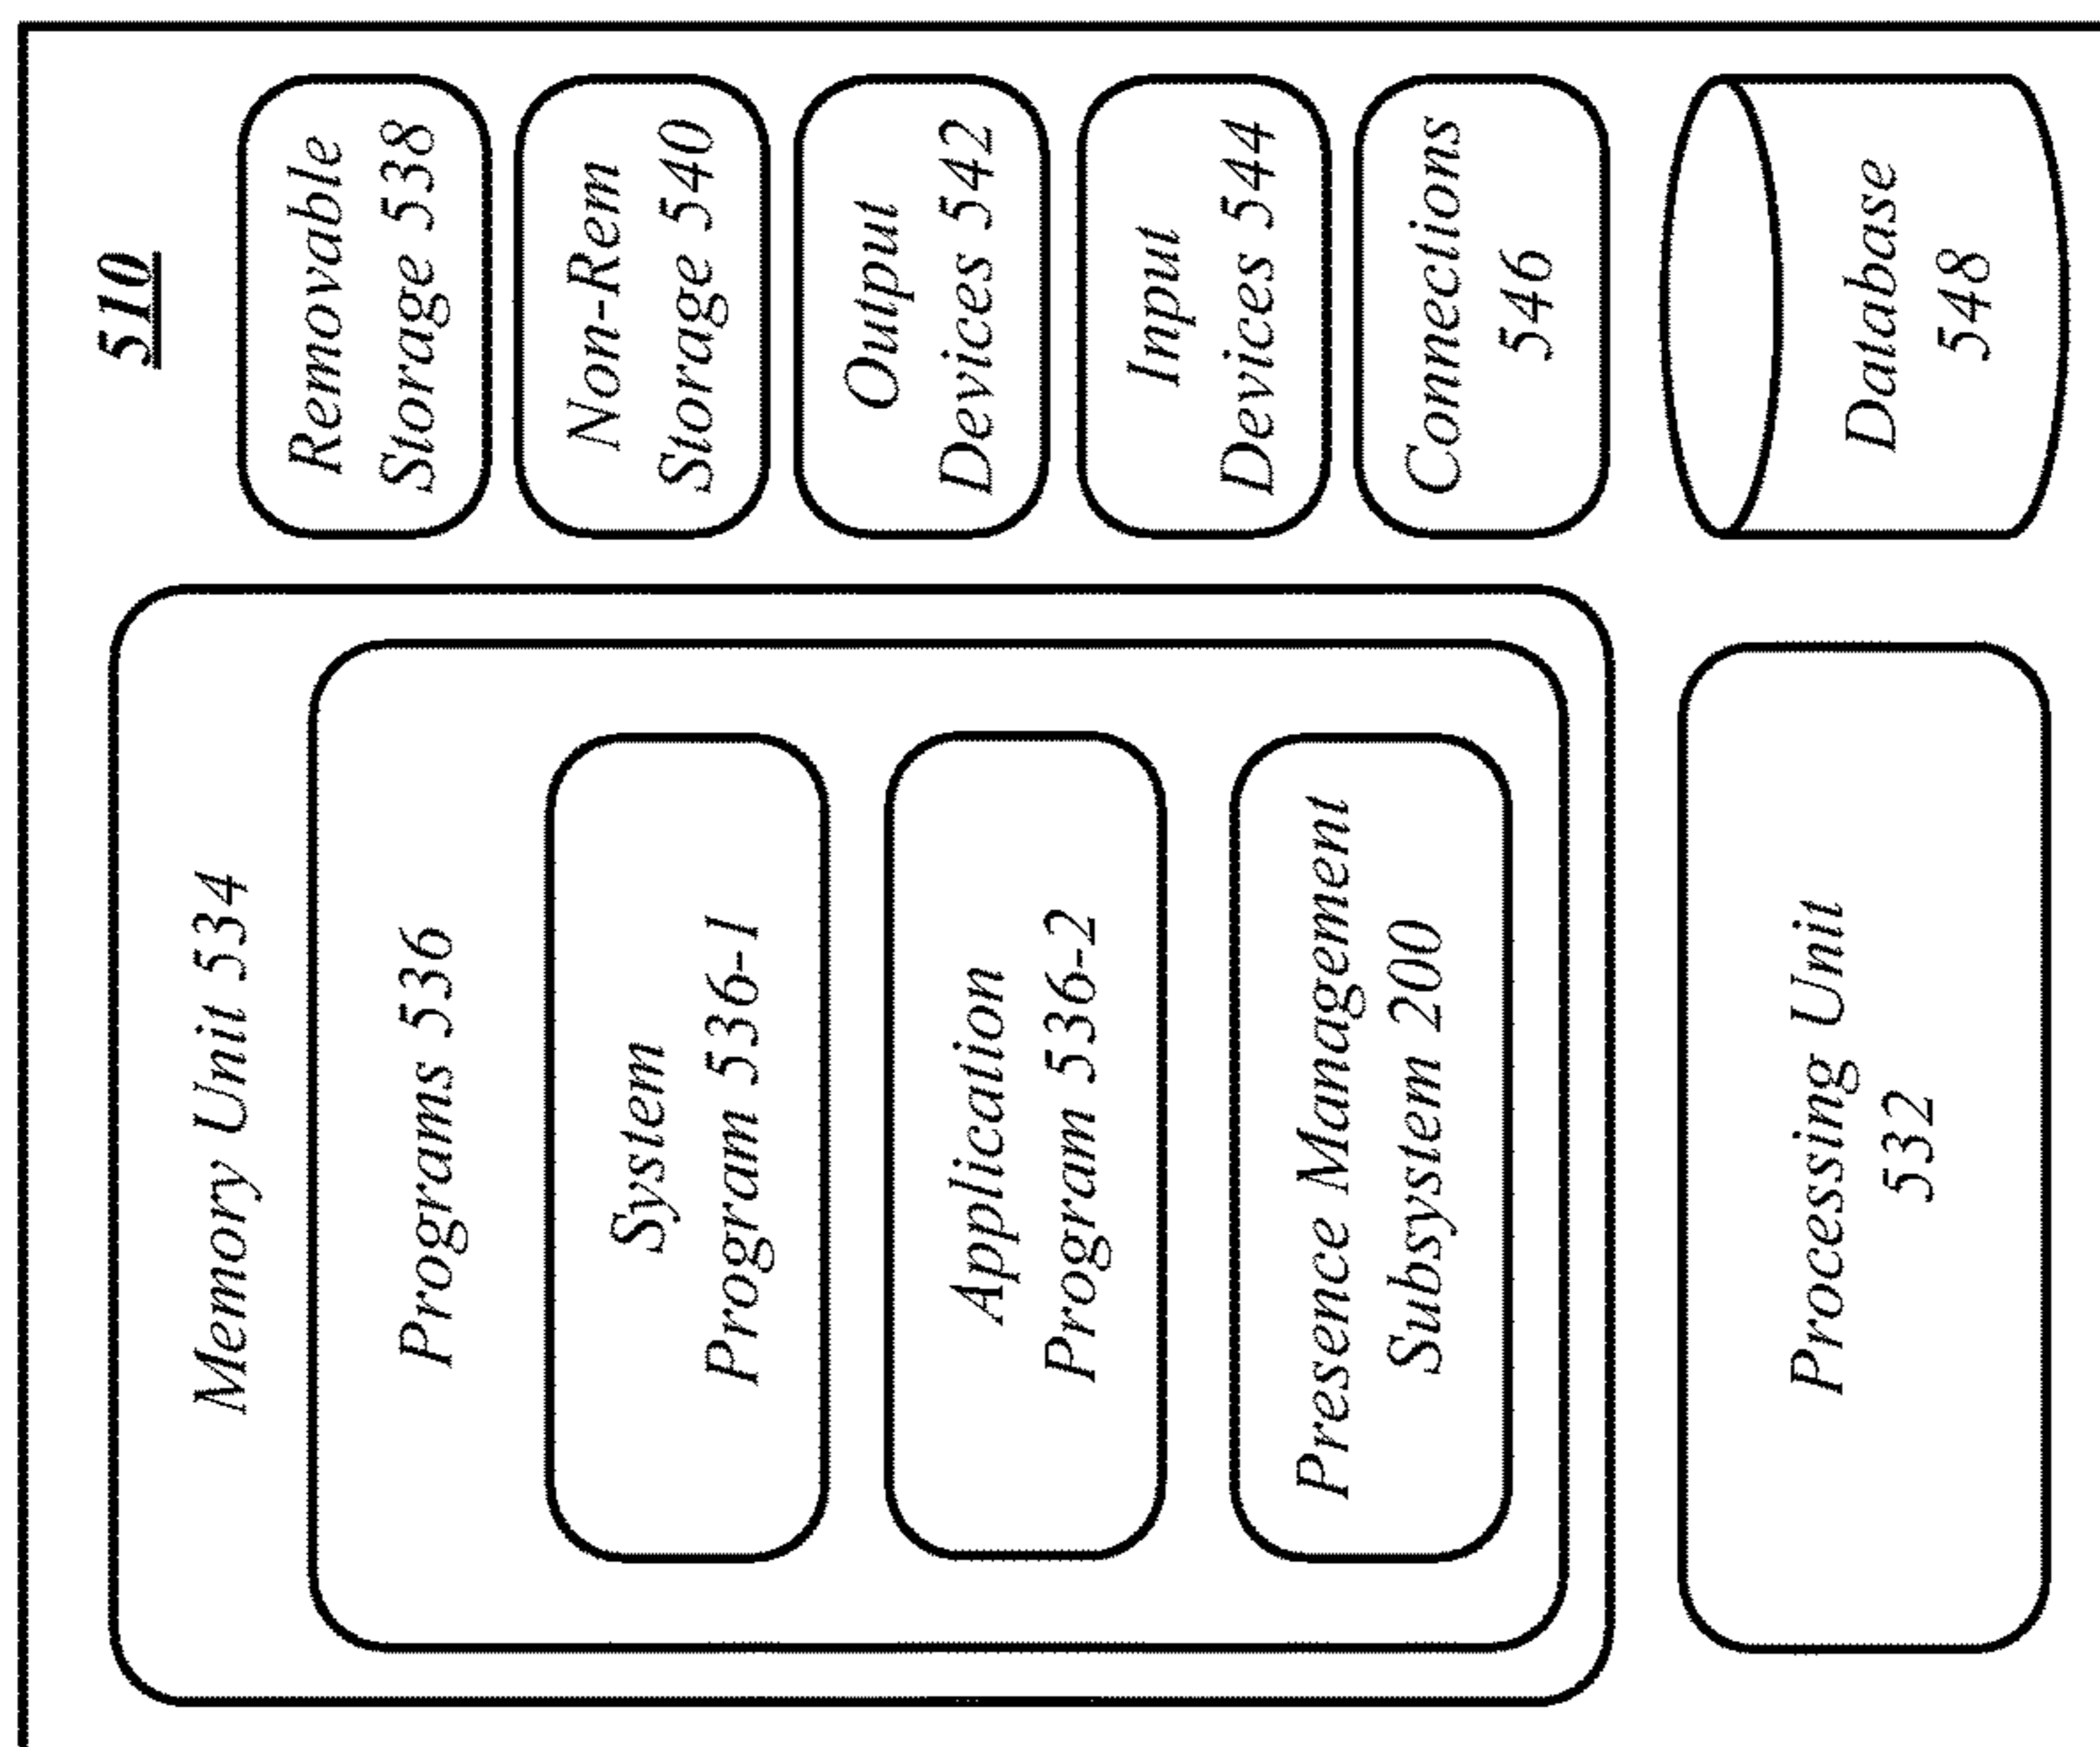 510
Memory Unit 534
Programs 536
System
Program 536-1
Application
Program 536-2
Presence Management
Subsystem 200
Processing Unit
532
Removable
Storage 538
Non-Rem
Storage 540
Output
Devices 542
Input
Devices 544
Connections
546
Database
548